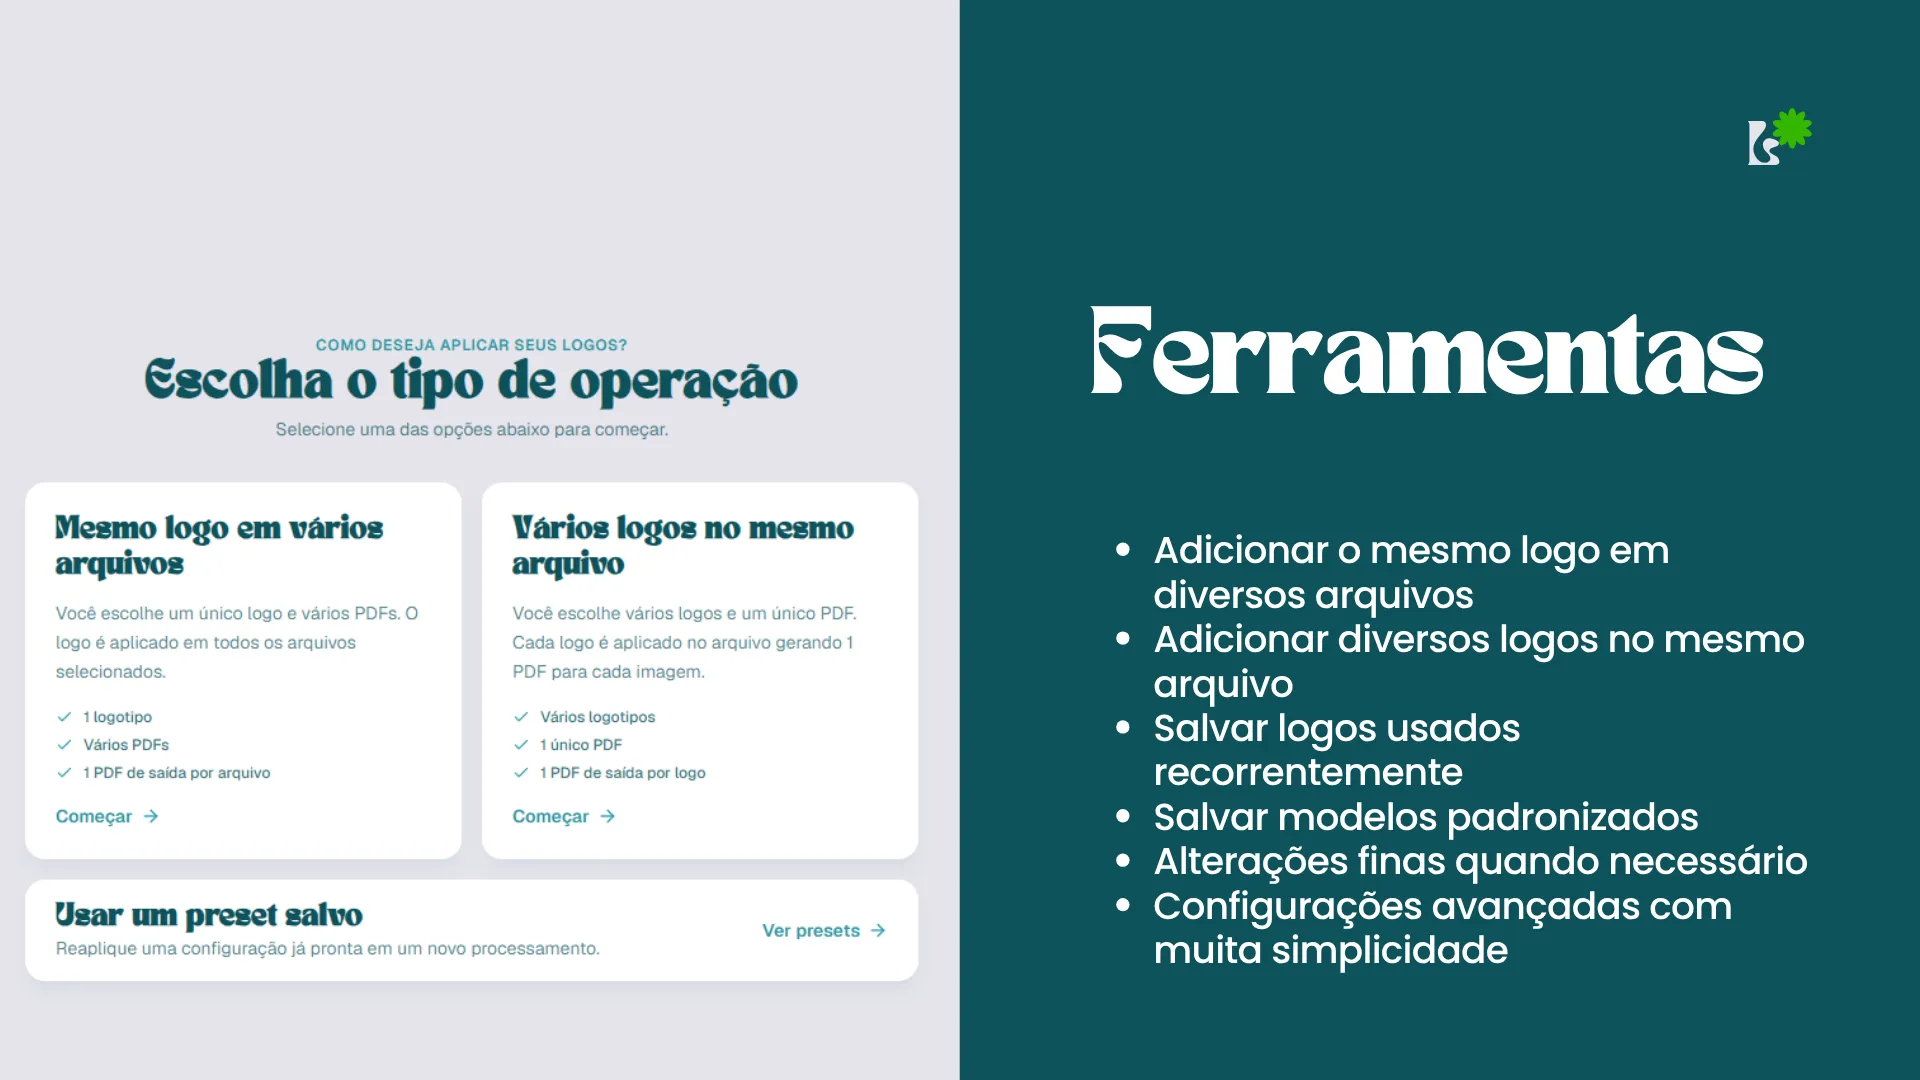 COMO DESEJA APLICAR SEUS LOGOS?
Escolha o tipo de operação
Selecione uma das opções abaixo para começar.
Mesmo logo em vários
arquivos
Você escolhe um único logo e vários PDFs. O
logo é aplicado em todos os arquivos
selecionados.
1 logotipo
Vários PDFs
1 PDF de saída por arquivo
Começar
Vários logos no mesmo
arquivo
Você escolhe vários logos e um único PDF.
Cada logo é aplicado no arquivo gerando 1
PDF para cada imagem.
Vários logotipos
1 único PDF
1 PDF de saída por logo
Começar
Usar um preset salvo
Reaplique uma configuração já pronta em um novo processamento.
Ver presets
Ferramentas
Adicionar o mesmo logo em
diversos arquivos
Adicionar diversos logos no mesmo
arquivo
Salvar logos usados
recorrentemente
Salvar modelos padronizados
Alterações finas quando necessário
Configurações avançadas com
muita simplicidade